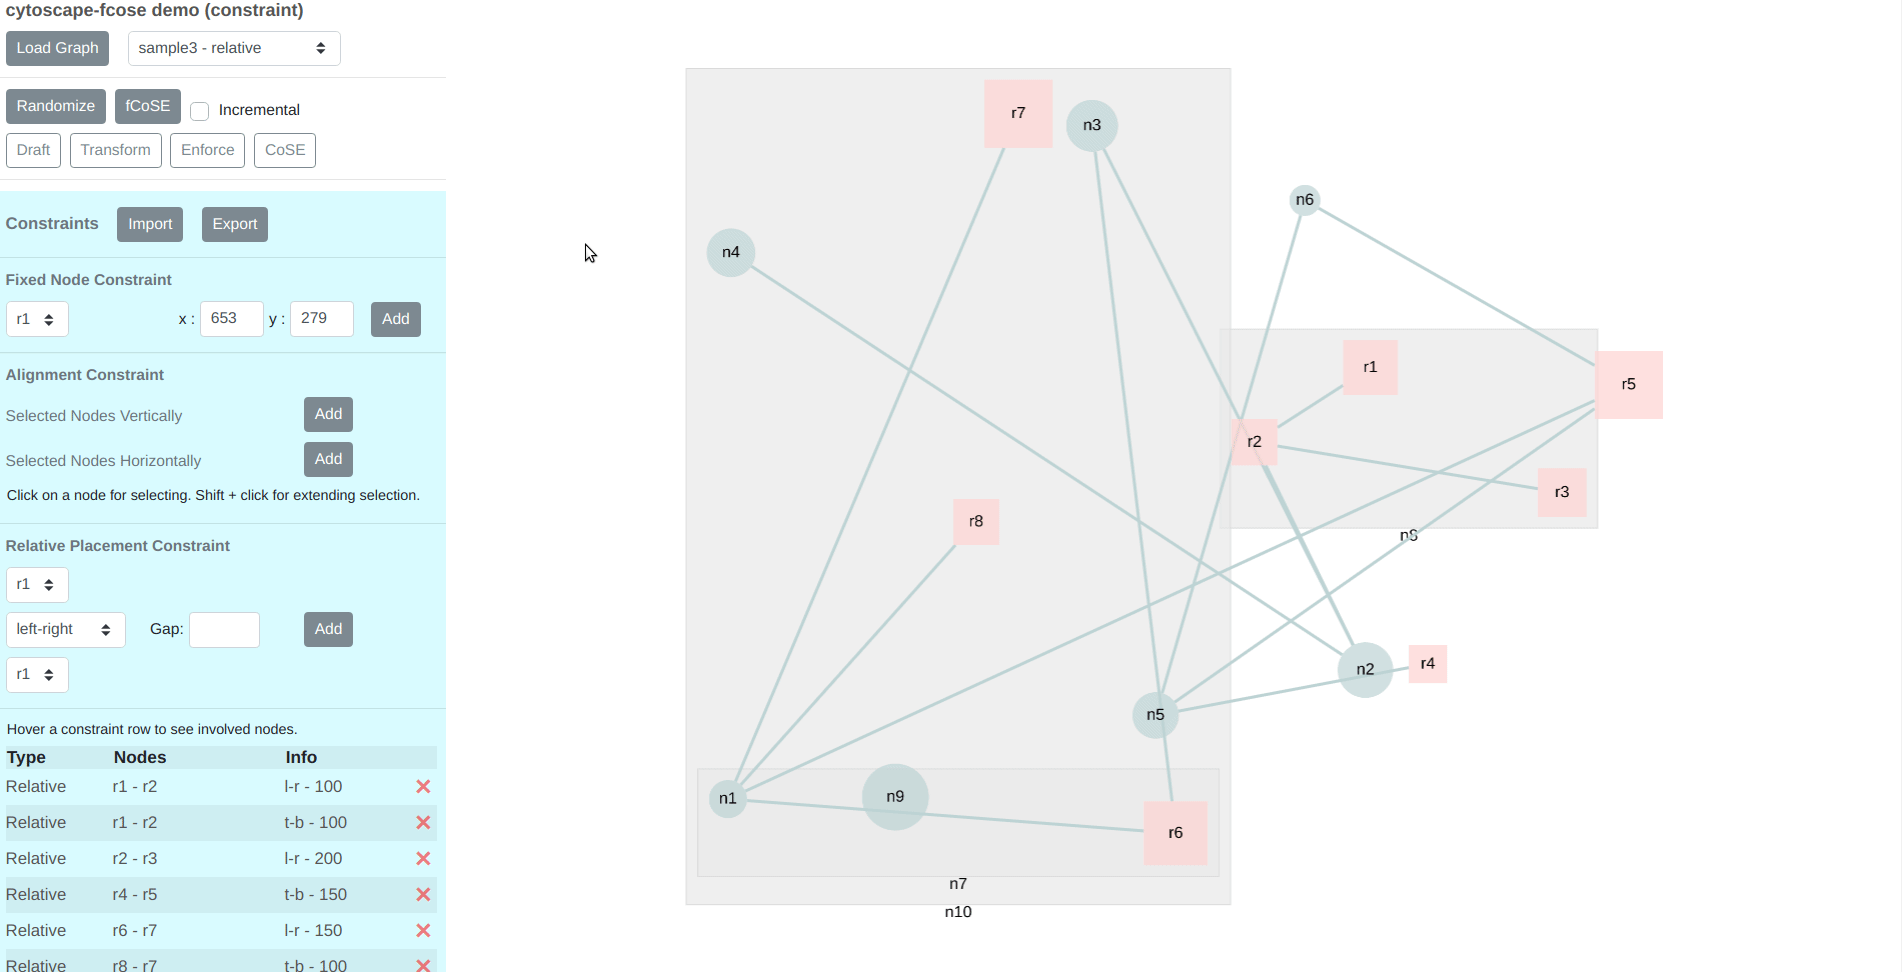 cytoscape-fcose demo (constraint)
Load Graph sample3 - relative
Randomize fCoSE Incremental
Draft Transform Enforce CoSE
Constraints Import Export
Fixed Node Constraint
r1 x : 653 y : 279 Add
Alignment Constraint
Selected Nodes Vertically Add
Selected Nodes Horizontally Add
Click on a node for selecting. Shift + click for extending selection.
Relative Placement Constraint
r1
left-right Gap: Add
r1
Hover a constraint row to see involved nodes.
Type Nodes Info
Relative r1 - r2 l-r - 100
Relative r1 - r2 t-b - 100
Relative r2 - r3 l-r - 200
Relative r4 - r5 t-b - 150
Relative r6 - r7 l-r - 150
Relative r8 - r7 t-b - 100
r7
n3
n6
n4
r1
r5
r2
r3
r8
n8
r4
n2
n5
n9
n1
r6
n7
n10